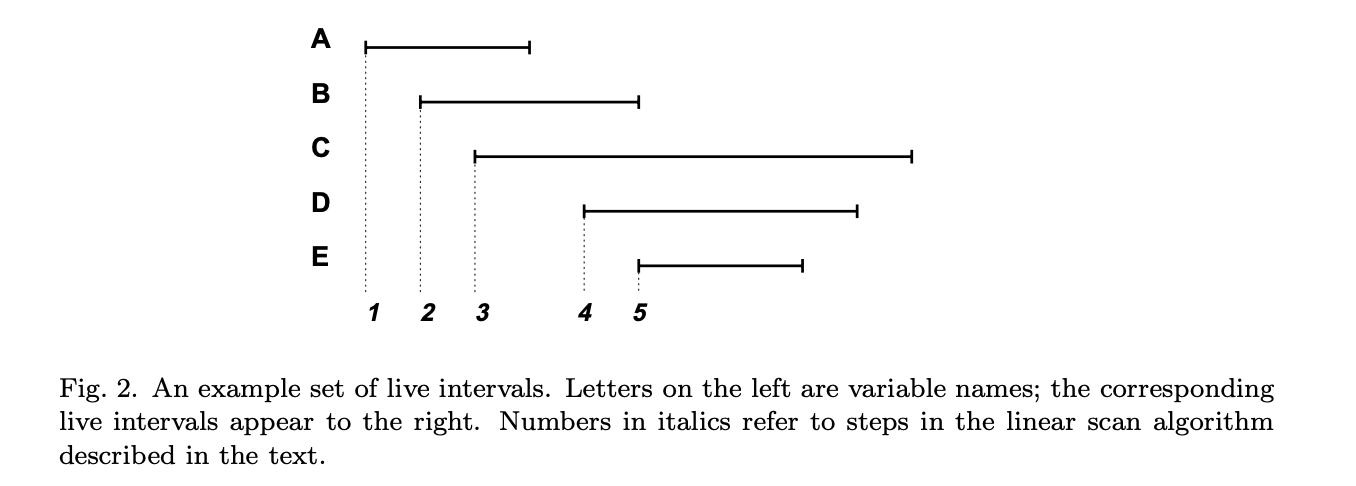 A
B
C
D
E
1 2 3 4 5
Fig. 2. An example set of live intervals. Letters on the left are variable names; the corresponding
live intervals appear to the right. Numbers in italics refer to steps in the linear scan algorithm
described in the text.